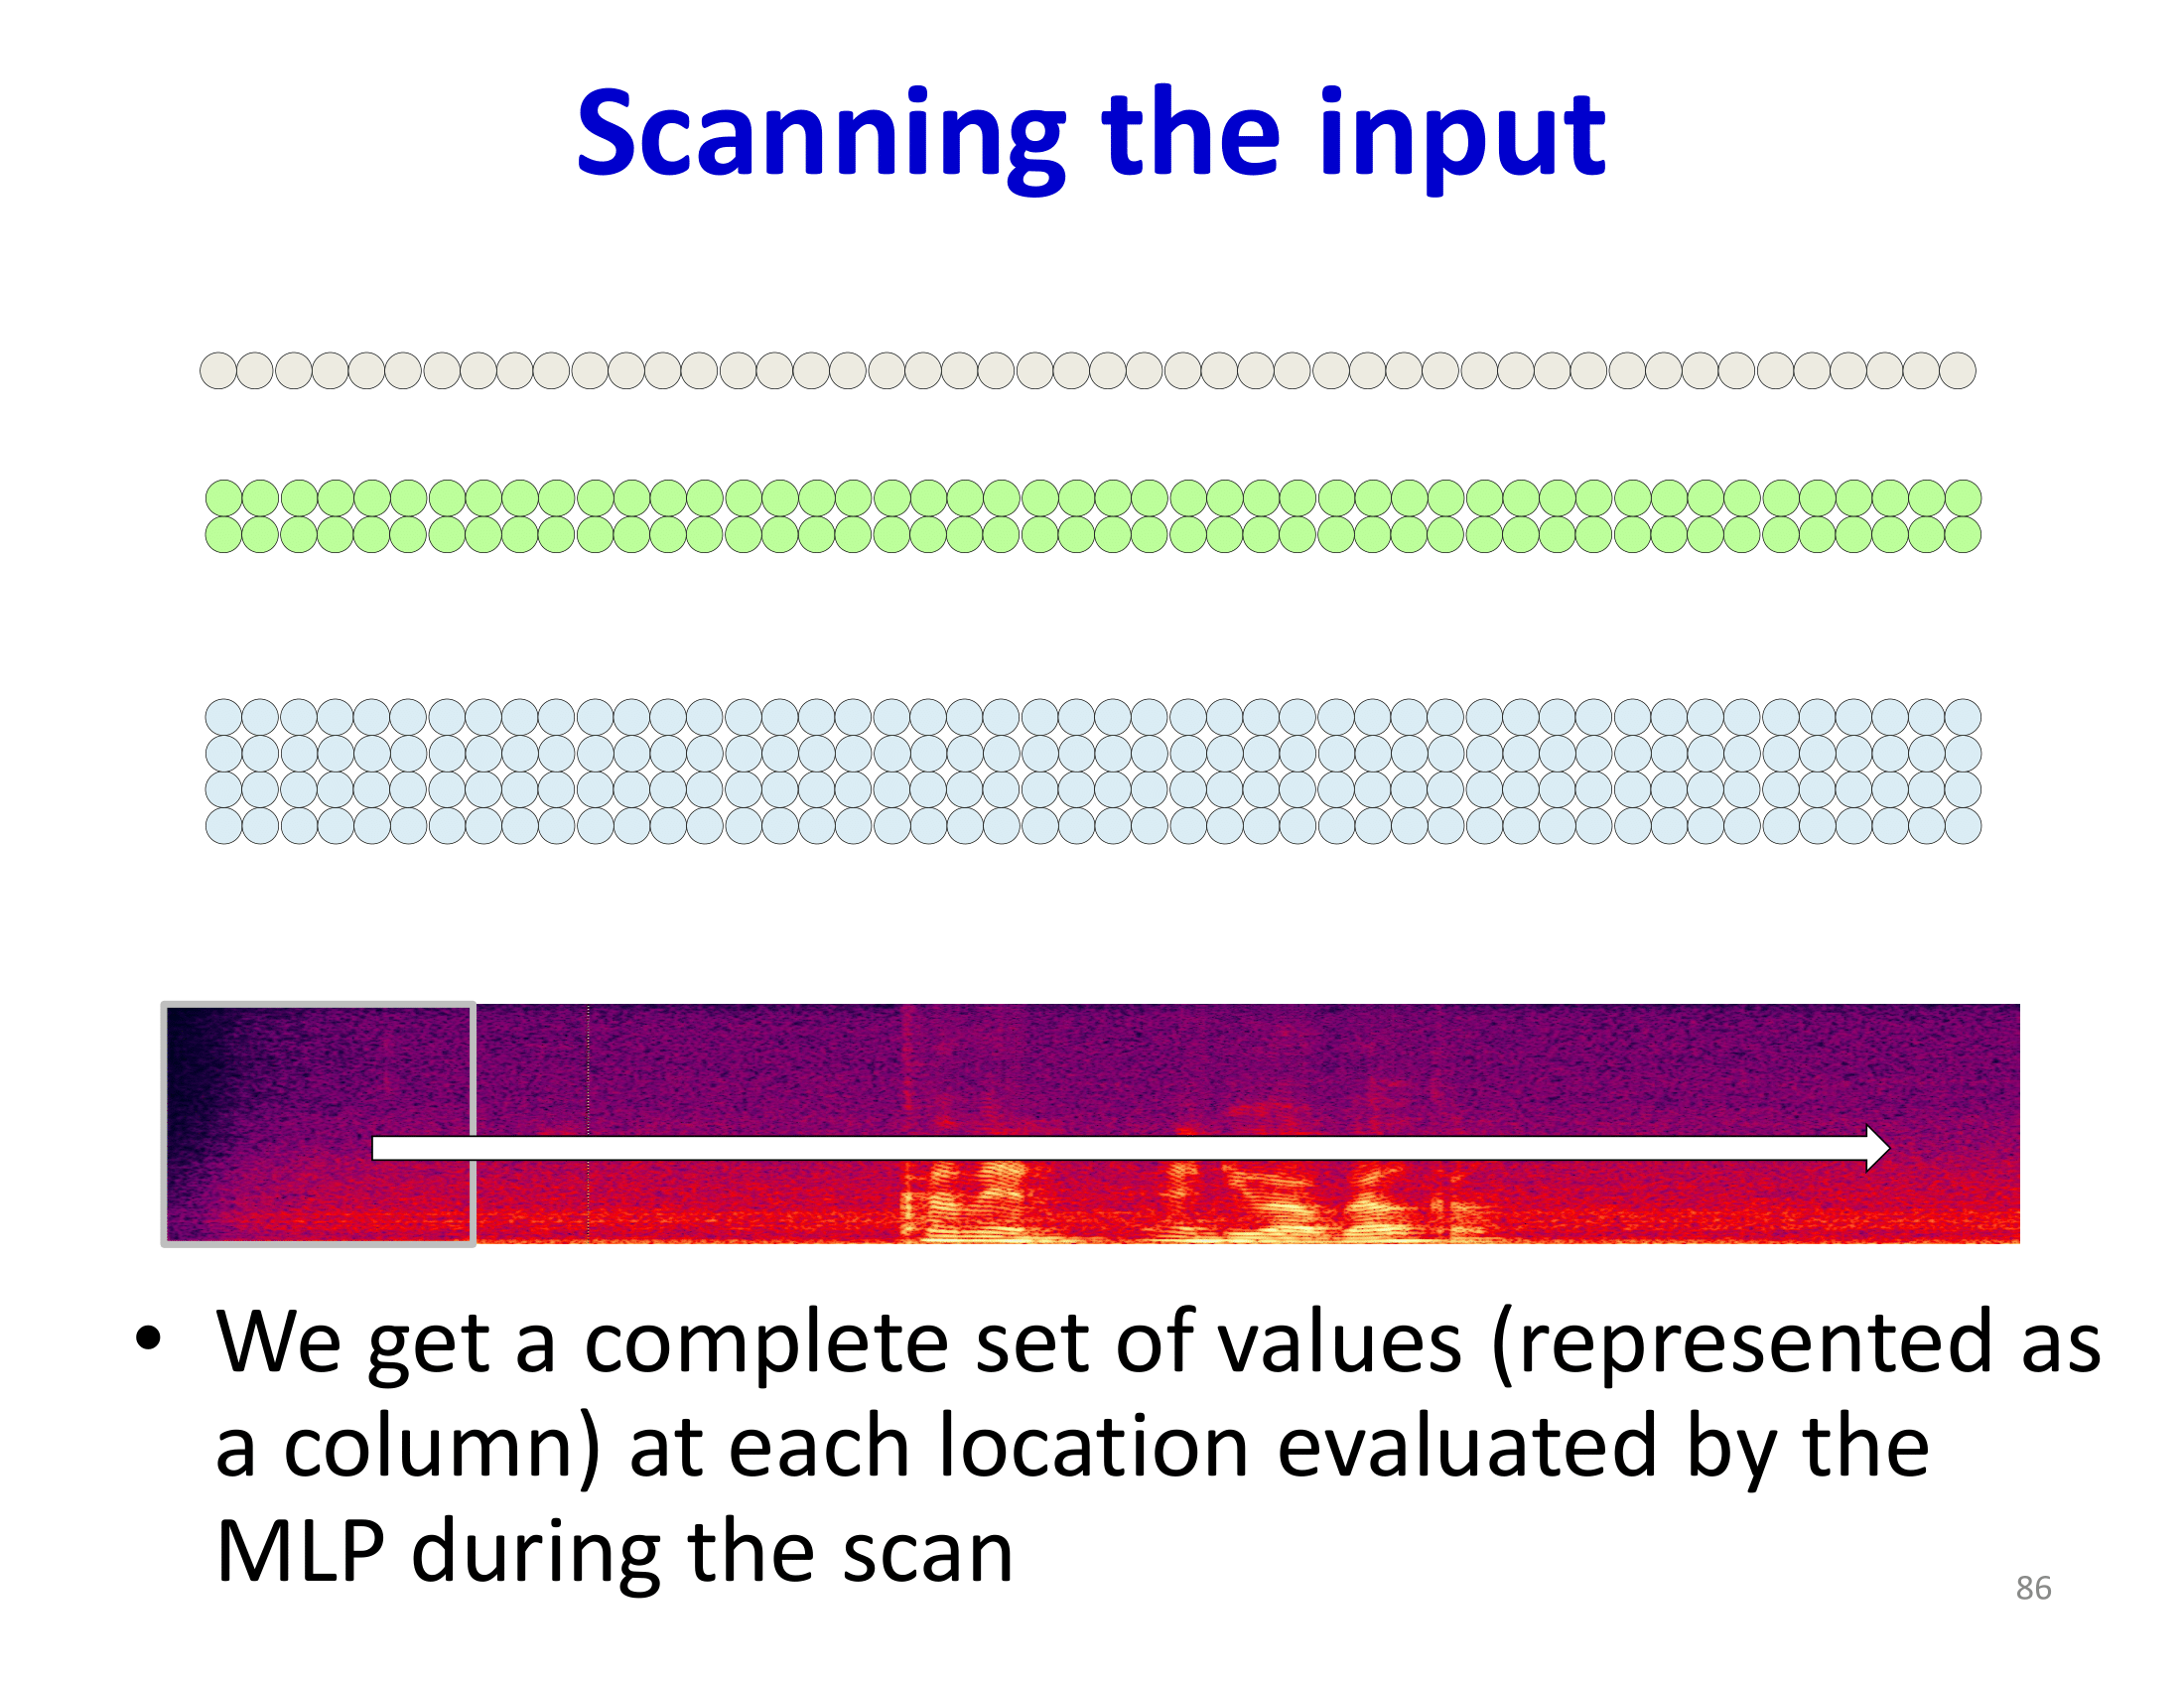 Scanning the input
• We get a complete set of values (represented as
a column) at each location evaluated by the
MLP during the scan
86